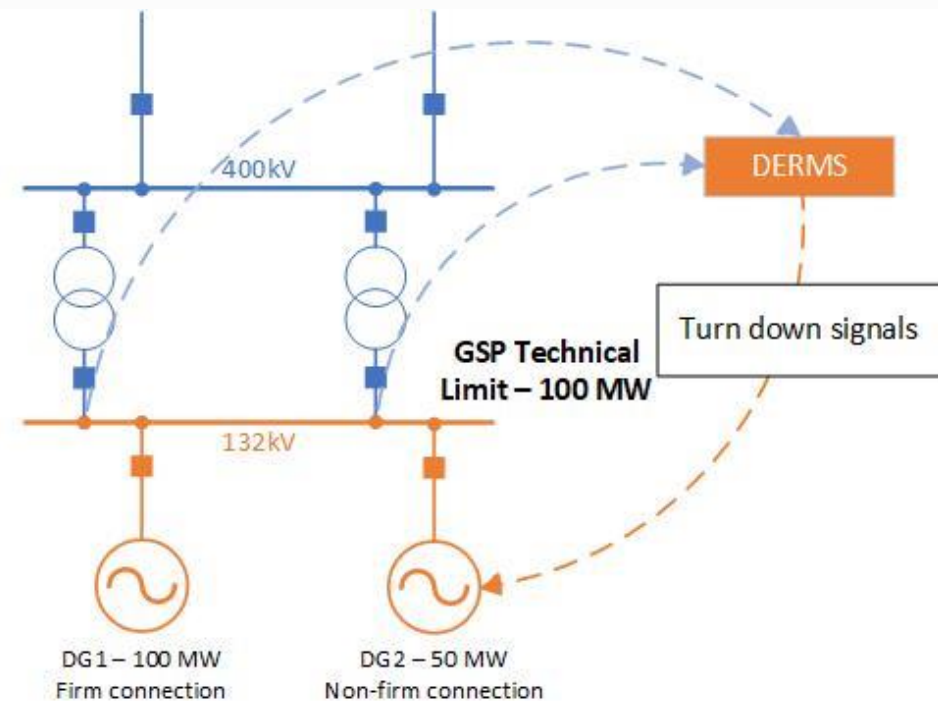 400kV
DERMS
Turn down signals
GSP Technical
Limit – 100 MW
132kV
DG1 – 100 MW
Firm connection
DG2 – 50 MW
Non-firm connection